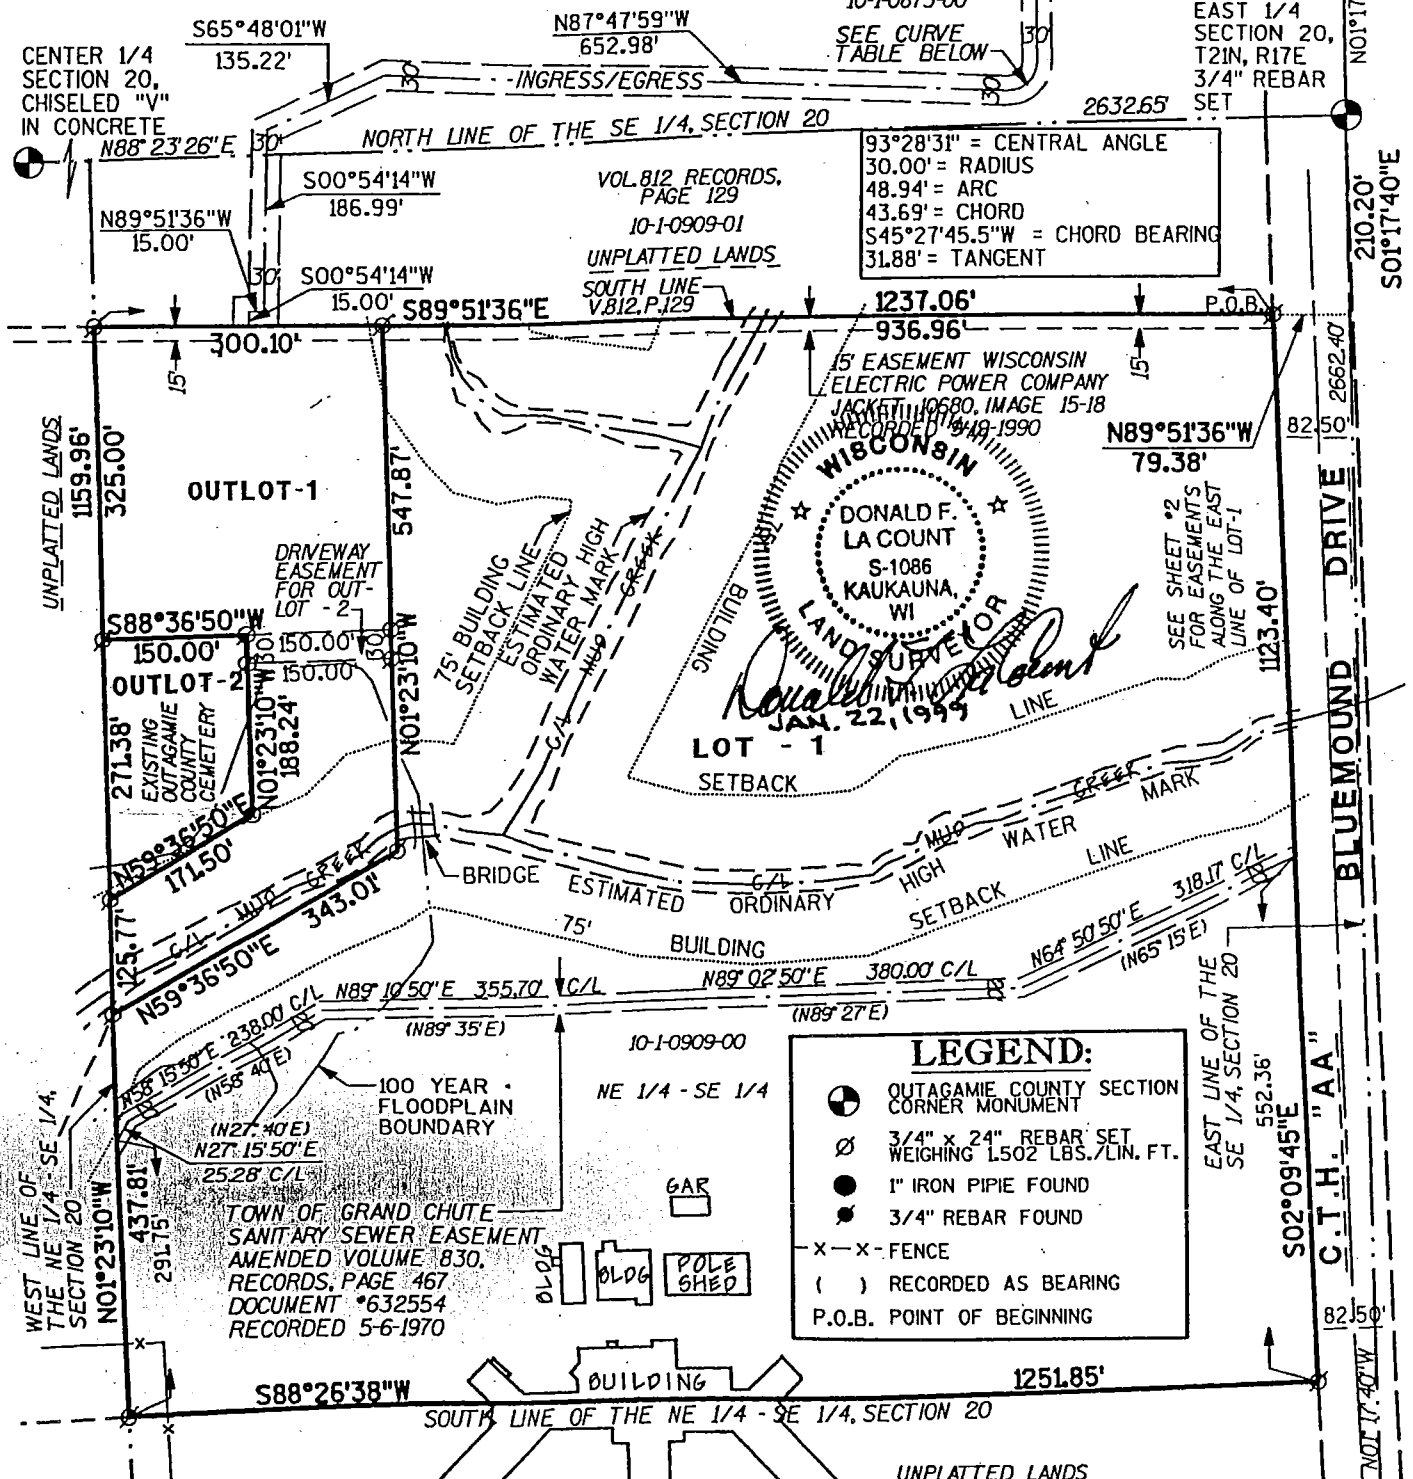 S65°48'01"W
135.22'
N87°47'59"W
652.98'
10-1-0875-00
SEE CURVE
TABLE BELOW
30'
EAST 1/4
SECTION 20,
T21N, R17E
3/4" REBAR
SET
CENTER 1/4
SECTION 20,
CHISELED "V"
IN CONCRETE
30'
INGRESS/EGRESS
30'
2632.65'
N88°23'26"E
30'
NORTH LINE OF THE SE 1/4, SECTION 20
93°28'31" = CENTRAL ANGLE
30.00' = RADIUS
48.94' = ARC
43.69' = CHORD
S45°27'45.5"W = CHORD BEARING
31.88' = TANGENT
210.20'
S01°17'40"E
S00°54'14"W
186.99'
VOL.812 RECORDS,
PAGE 129
10-1-0909-01
UNPLATTED LANDS
N89°51'36"W
15.00'
30'
S00°54'14"W
15.00'
SOUTH LINE
V.812,P.129
S89°51'36"E
1237.06'
P.O.B.
300.10'
936.96'
15'
15'
2662.40'
15' EASEMENT WISCONSIN
ELECTRIC POWER COMPANY
JACKET 10680, IMAGE 15-18
RECORDED 9-19-1990
N89°51'36"W
79.38'
82.50'
UNPLATTED LANDS
1159.96'
325.00'
547.87'
OUTLOT-1
WISCONSIN
DONALD F.
LA COUNT
S-1086
KAUKAUNA,
WI
LAND SURVEYOR
JAN. 22, 1999
SEE SHEET #2
FOR EASEMENTS
ALONG THE EAST
LINE OF LOT-1
DRIVEWAY
EASEMENT
FOR OUT-
LOT -2
75' BUILDING
SETBACK LINE
ESTIMATED
ORDINARY HIGH
WATER MARK
C/L MUD CREEK
75'
BUILDING
S88°36'50"W
150.00'
30'
150.00'
150.00'
30'
OUTLOT-2
N01°23'10"W
188.24'
N01°23'10"W
271.38'
EXISTING
OUTAGAMIE
COUNTY
CEMETERY
LINE
LOT - 1
SETBACK
1123.40'
BLUEMOUND DRIVE
N59°36'50"E
171.50'
C/L MUD CREEK
343.01'
N59°36'50"E
125.77'
BRIDGE
ESTIMATED
C/L
ORDINARY
HIGH
MUD
WATER
CREEK
MARK
75'
BUILDING
SETBACK
LINE
N58°15'50"E 238.00' C/L
(N58°40'E)
N89°10'50"E 355.70' C/L
(N89°35'E)
N89°02'50"E 380.00' C/L
(N89°27'E)
N64°50'50"E 318.17' C/L
(N65°15'E)
10-1-0909-00
NE 1/4 - SE 1/4
100 YEAR
FLOODPLAIN
BOUNDARY
(N27°40'E)
N27°15'50"E
25.28' C/L
TOWN OF GRAND CHUTE
SANITARY SEWER EASEMENT
AMENDED VOLUME 830,
RECORDS, PAGE 467
DOCUMENT #632554
RECORDED 5-6-1970
WEST LINE OF
THE NE 1/4 - SE 1/4,
SECTION 20
N01°23'10"W
437.81'
291.75'
GAR
BLDG
BLDG
POLE
SHED
LEGEND:
OUTAGAMIE COUNTY SECTION
CORNER MONUMENT
3/4" x 24" REBAR SET
WEIGHING 1.502 LBS./LIN. FT.
1" IRON PIPIE FOUND
3/4" REBAR FOUND
-x-x- FENCE
( ) RECORDED AS BEARING
P.O.B. POINT OF BEGINNING
EAST LINE OF THE
SE 1/4, SECTION 20
552.36'
S02°09'45"E
C.T.H. "AA"
82.50'
N01°17'40"W
S88°26'38"W
BUILDING
1251.85'
SOUTH LINE OF THE NE 1/4 - SE 1/4, SECTION 20
UNPLATTED LANDS